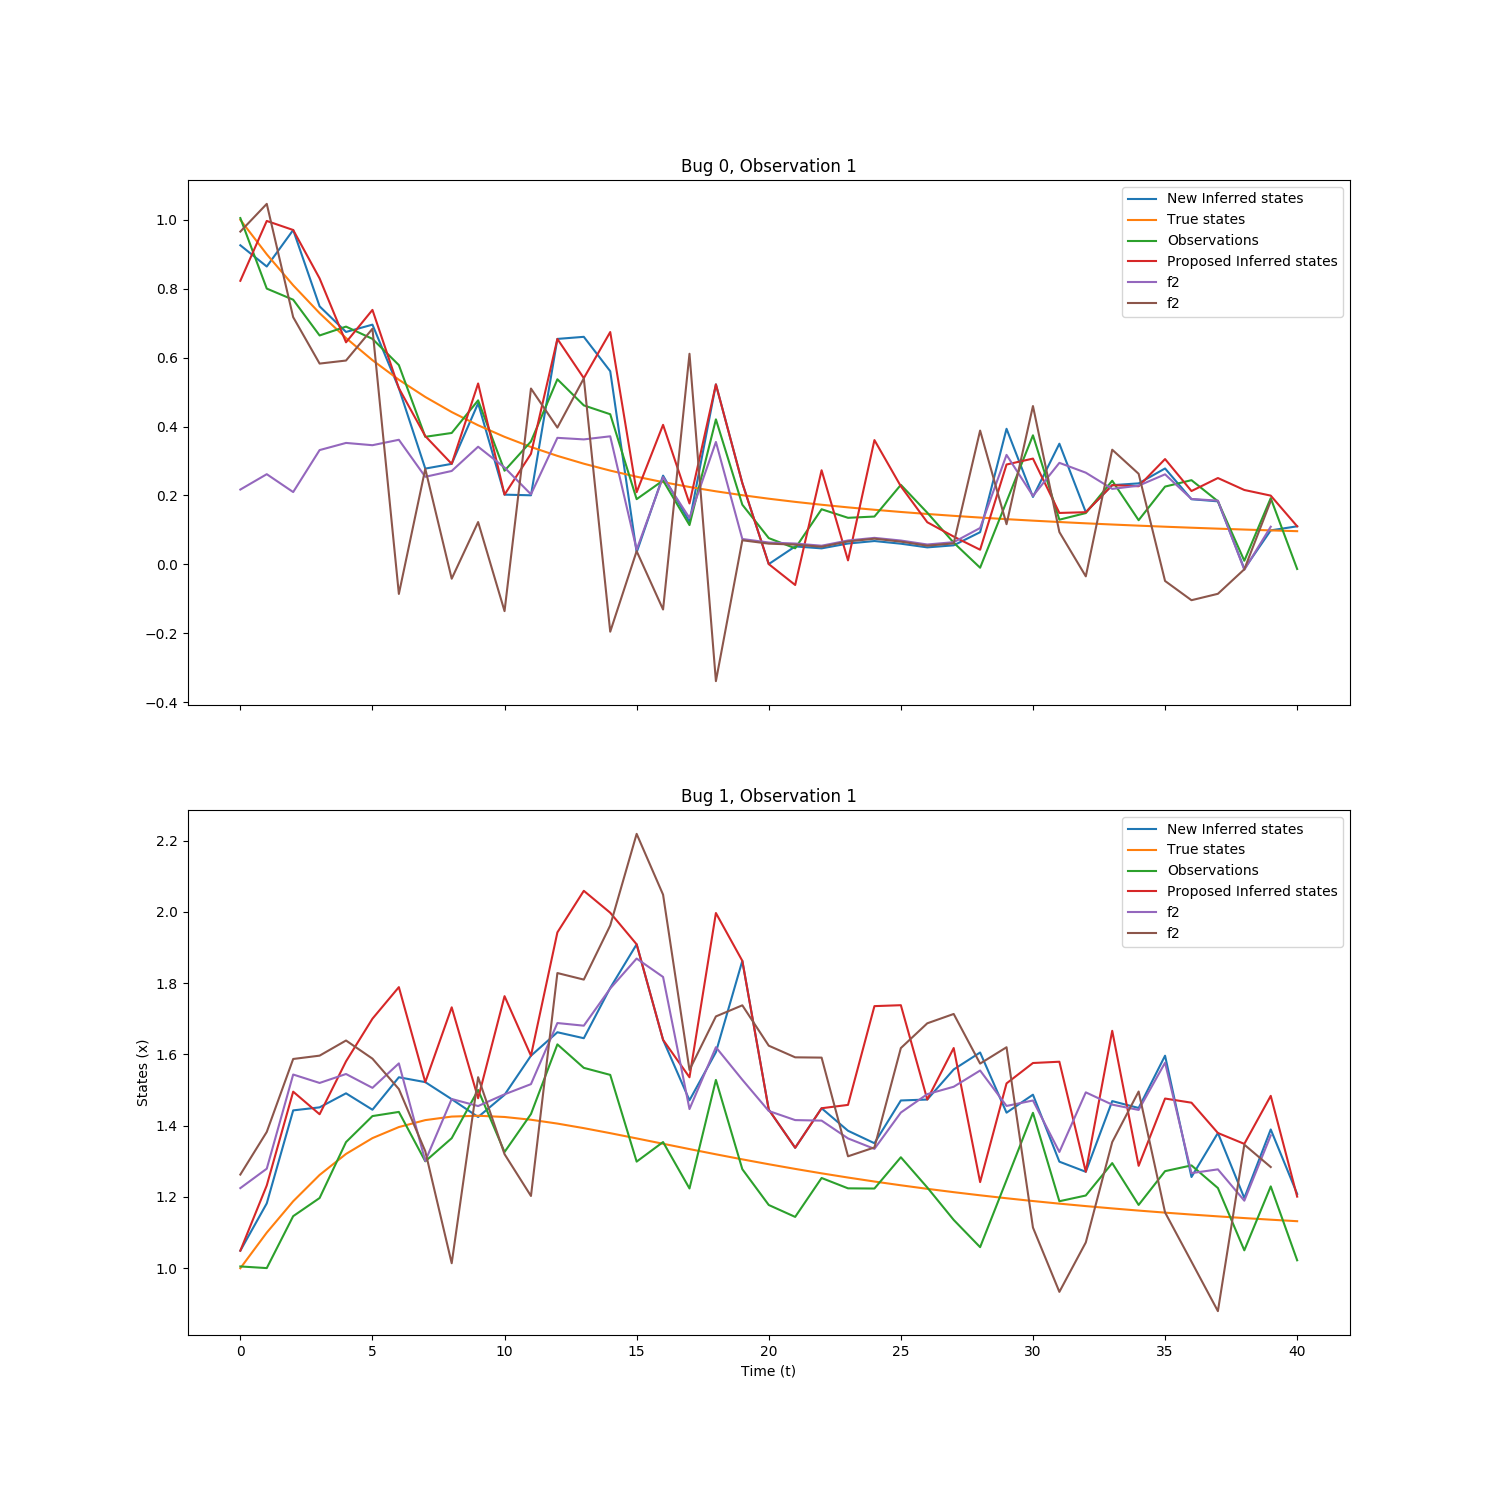 Bug 0, Observation 1
1.0
0.8
0.6
0.4
0.2
0.0
−0.2
−0.4
New Inferred states
True states
Observations
Proposed Inferred states
f2
f2
Bug 1, Observation 1
States (x)
2.2
2.0
1.8
1.6
1.4
1.2
1.0
New Inferred states
True states
Observations
Proposed Inferred states
f2
f2
0 5 10 15 20 25 30 35 40
Time (t)